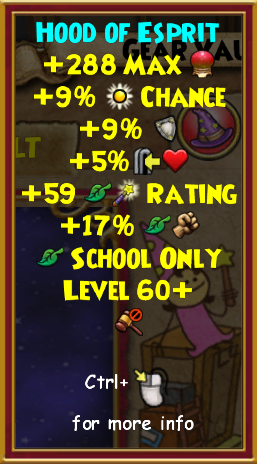 Hood of Esprit
+288 Max
+9% Chance
+9%
+5%
+59 Rating
+17%
School Only
Level 60+
Ctrl+
for more info